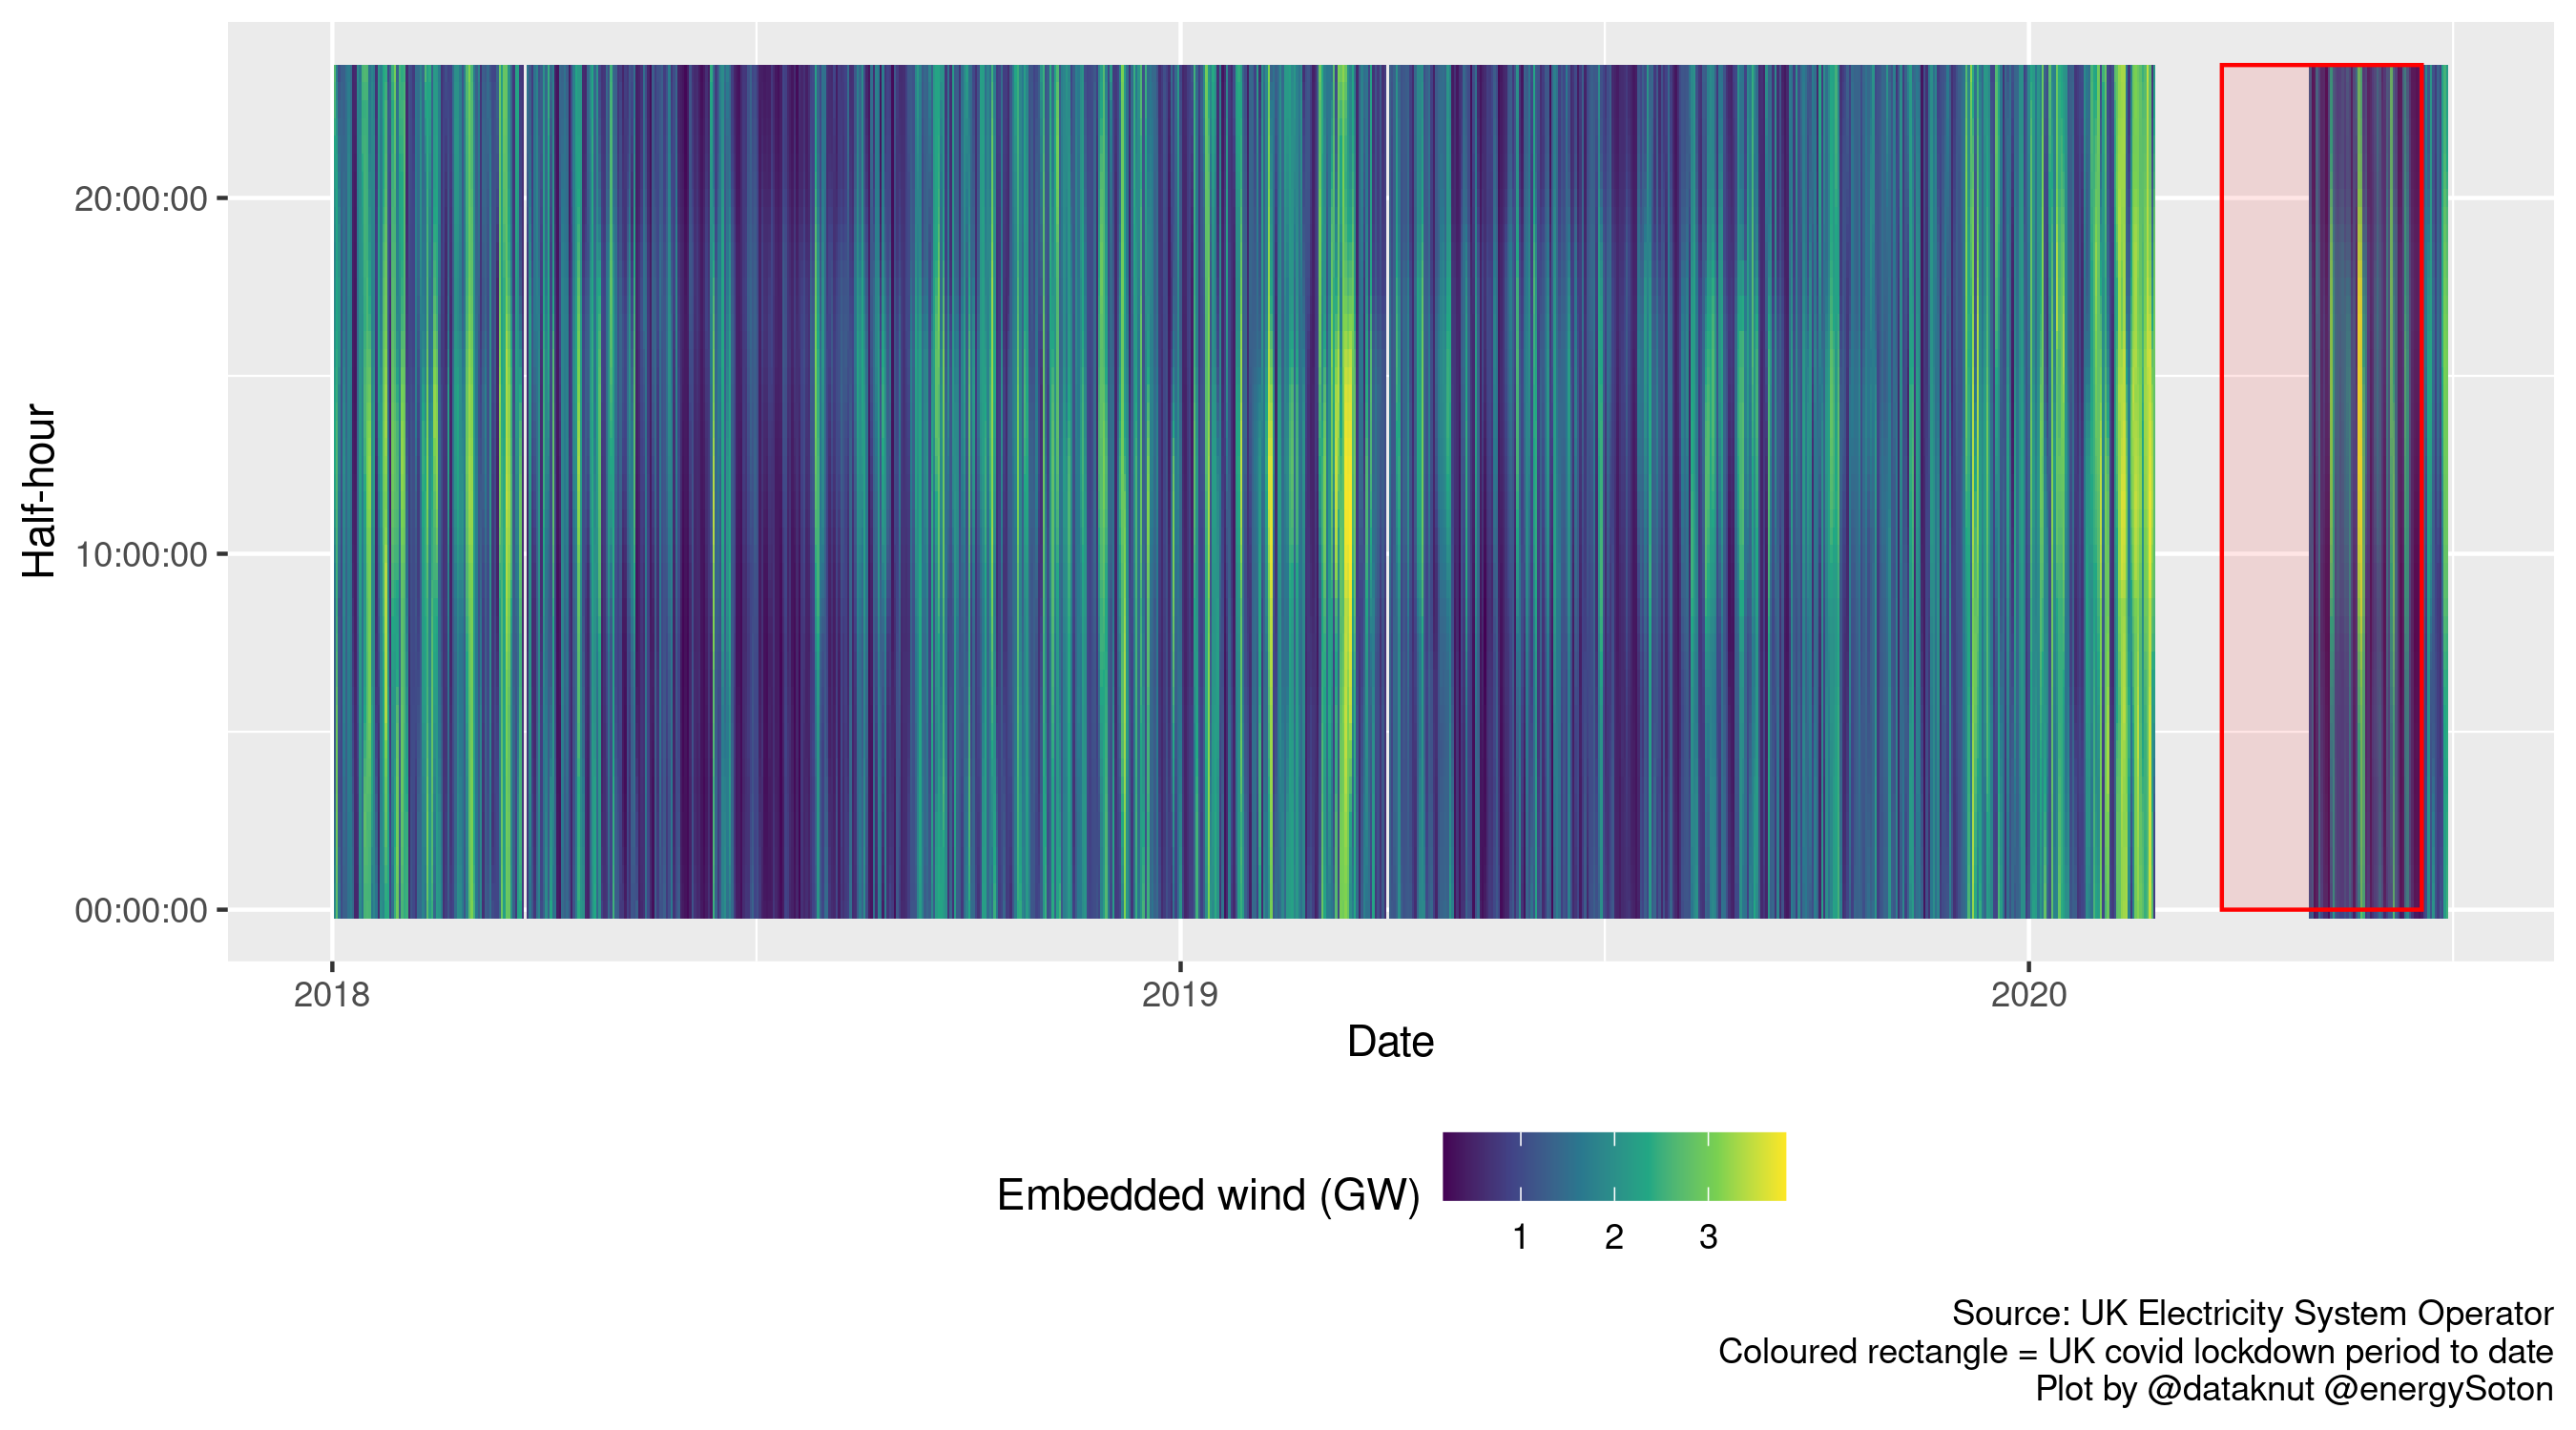 Half-hour
20:00:00
10:00:00
00:00:00
2018 2019 2020
Date
Embedded wind (GW)
1 2 3
Source: UK Electricity System Operator
Coloured rectangle = UK covid lockdown period to date
Plot by @dataknut @energySoton